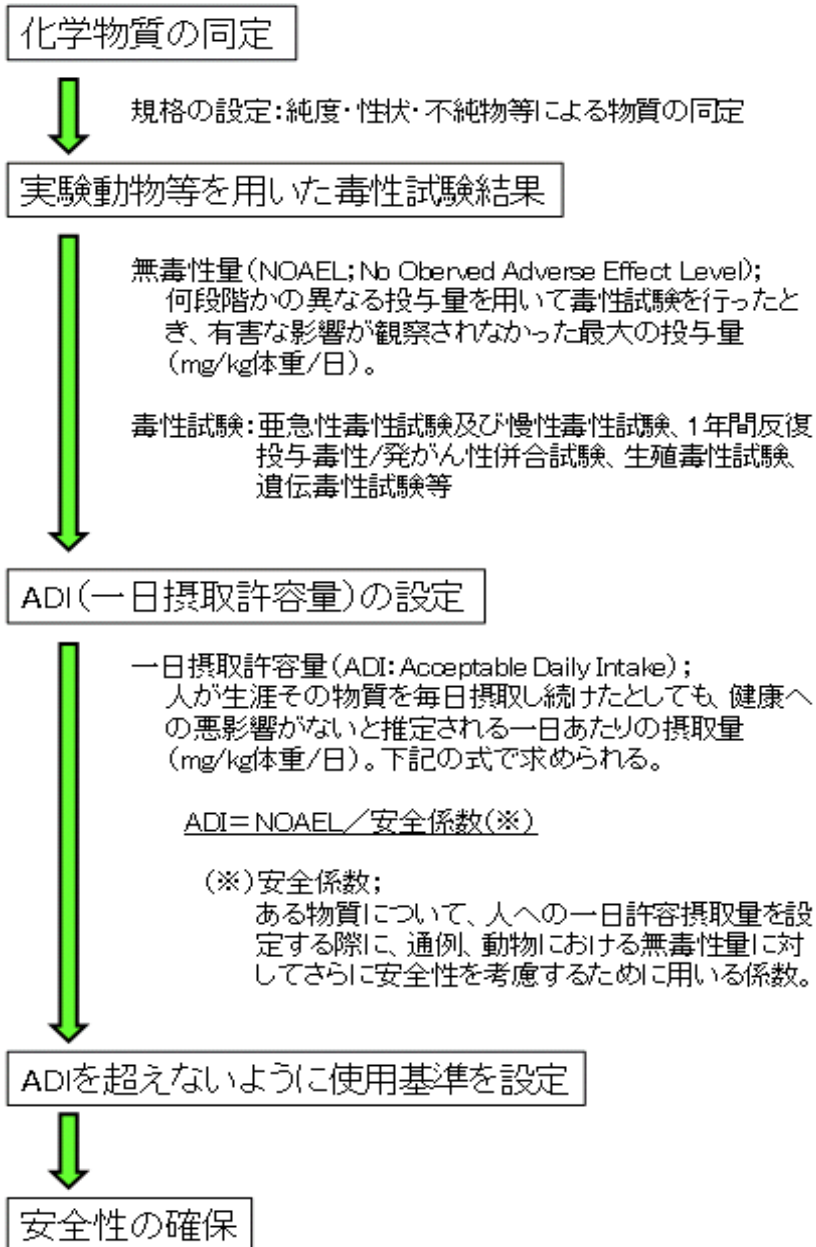 化学物質の同定
規格の設定：純度・性状・不純物等による物質の同定
実験動物等を用いた毒性試験結果
無毒性量（NOAEL；No Oberved Adverse Effect Level）；
何段階かの異なる投与量を用いて毒性試験を行ったと
き、有害な影響が観察されなかった最大の投与量
（mg/kg体重/日）。
毒性試験：亜急性毒性試験及び慢性毒性試験、１年間反復
投与毒性/発がん性併合試験、生殖毒性試験、
遺伝毒性試験等
ADI（一日摂取許容量）の設定
一日摂取許容量（ADI：Acceptable Daily Intake）；
人が生涯その物質を毎日摂取し続けたとしても、健康へ
の悪影響がないと推定される一日あたりの摂取量
（mg/kg体重/日）。下記の式で求められる。
ADI＝NOAEL／安全係数(※)
（※）安全係数；
ある物質について、人への一日許容摂取量を設
定する際に、通例、動物における無毒性量に対
してさらに安全性を考慮するために用いる係数。
ADIを超えないように使用基準を設定
安全性の確保